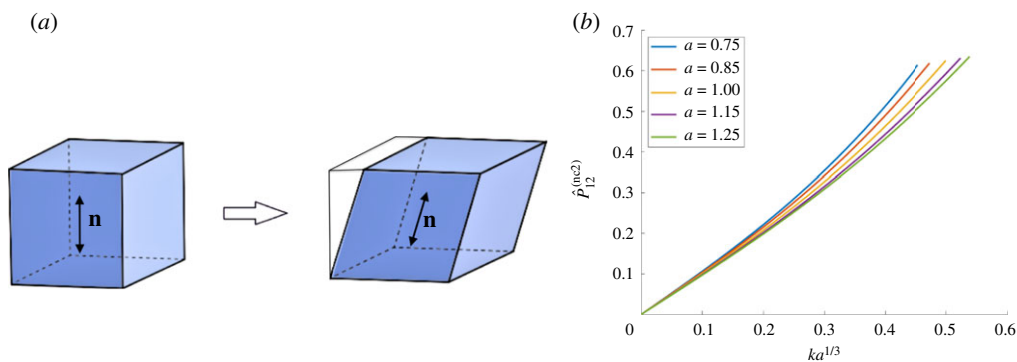 (a)
n
n
(b)
0.7
0.6
0.5
0.4
0.3
0.2
0.1
P̂₁₂⁽ⁿᶜ²⁾
a = 0.75
a = 0.85
a = 1.00
a = 1.15
a = 1.25
0 0.1 0.2 0.3 0.4 0.5 0.6
ka^{1/3}